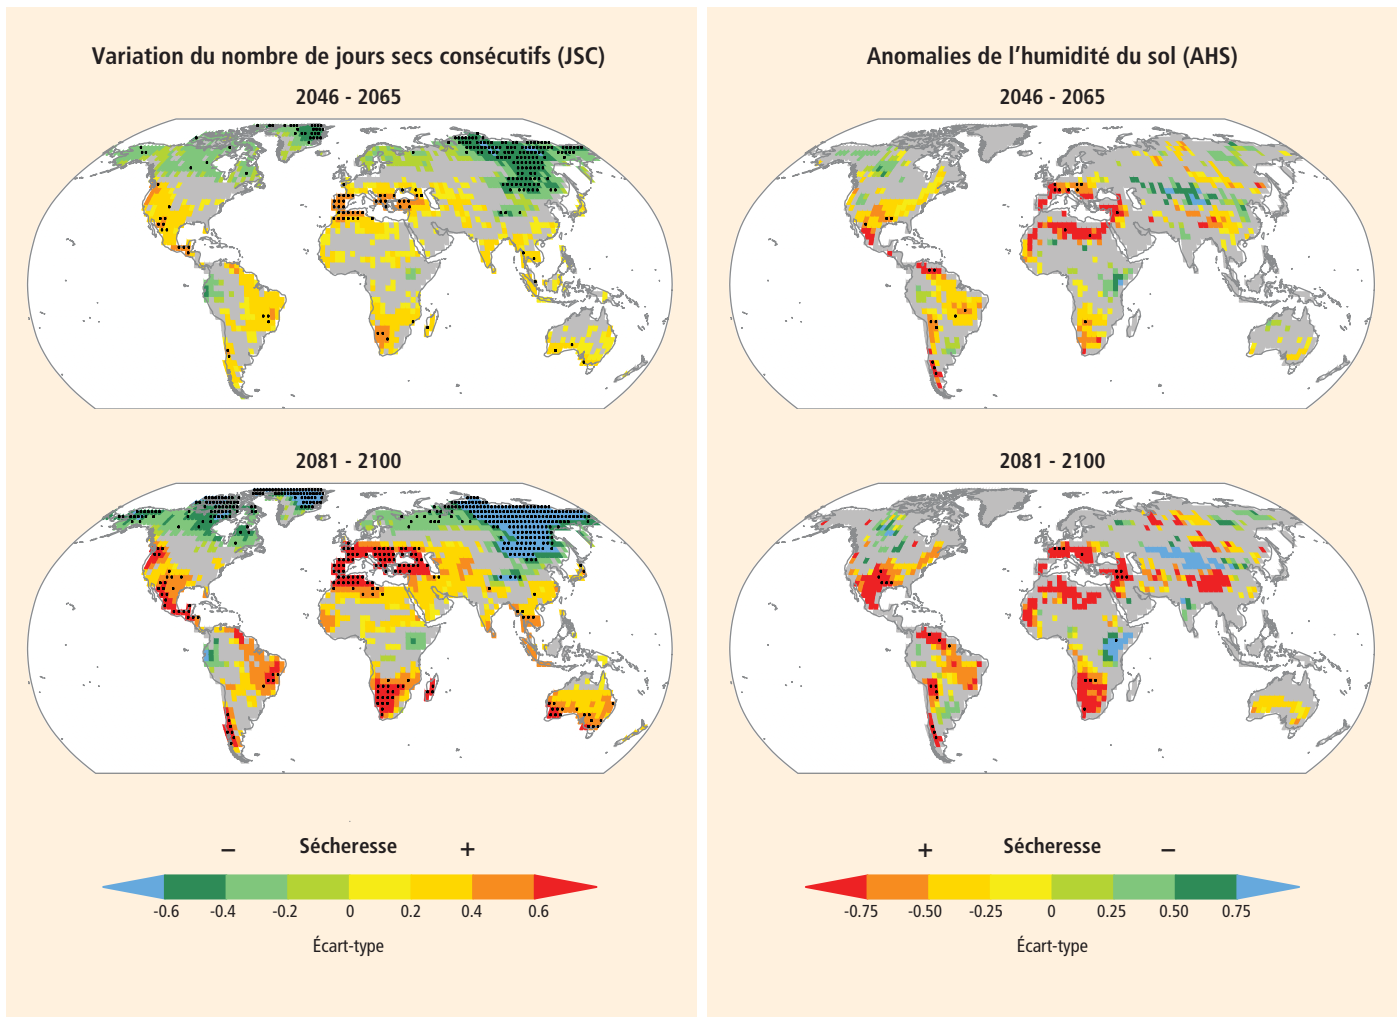 Variation du nombre de jours secs consécutifs (JSC)
2046 - 2065
2081 - 2100
– Sécheresse +
-0.6 -0.4 -0.2 0 0.2 0.4 0.6
Écart-type
Anomalies de l'humidité du sol (AHS)
2046 - 2065
2081 - 2100
+ Sécheresse –
-0.75 -0.50 -0.25 0 0.25 0.50 0.75
Écart-type